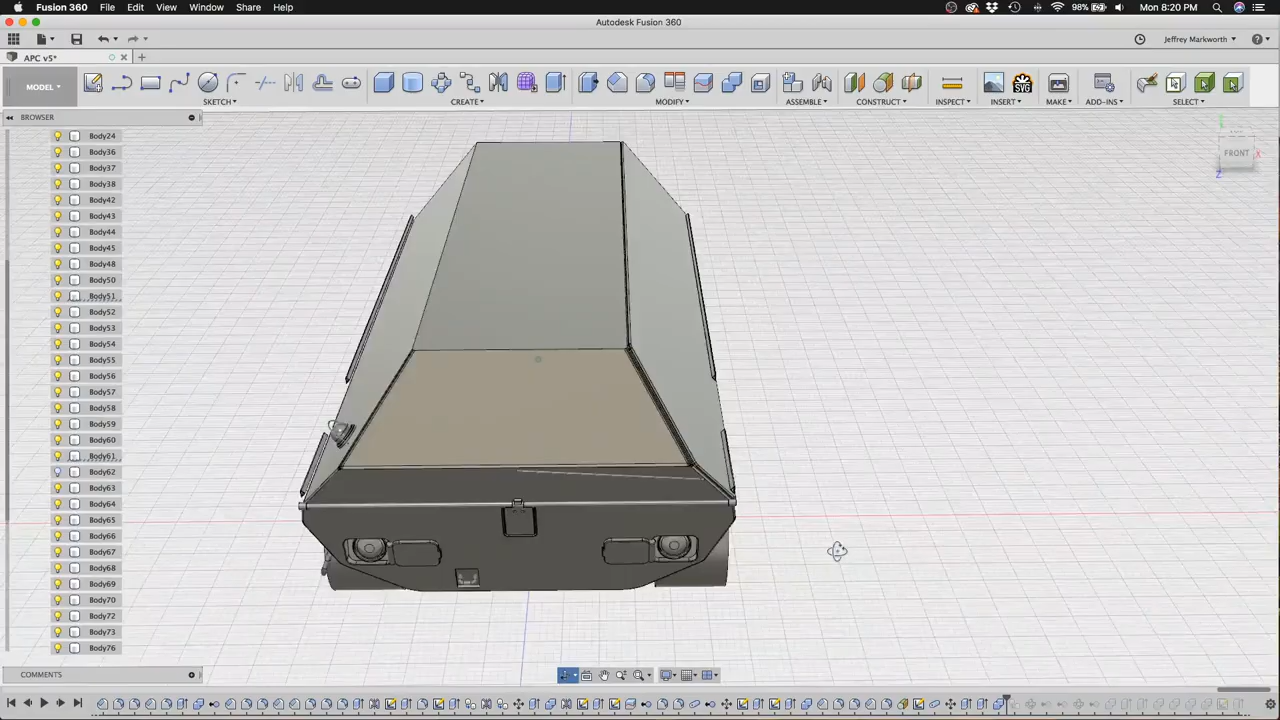 Fusion 360 File Edit View Window Share Help 98% Mon 8:20 PM
Autodesk Fusion 360
Jeffrey Markworth
APC v5*
MODEL
SKETCH CREATE MODIFY ASSEMBLE CONSTRUCT INSPECT INSERT MAKE ADD-INS SELECT
SVG
BROWSER
FRONT X
Z
Body24
Body36
Body37
Body38
Body42
Body43
Body44
Body45
Body48
Body50
Body51
Body52
Body53
Body54
Body55
Body56
Body57
Body58
Body59
Body60
Body61
Body62
Body63
Body64
Body65
Body66
Body67
Body68
Body69
Body70
Body72
Body73
Body76
COMMENTS